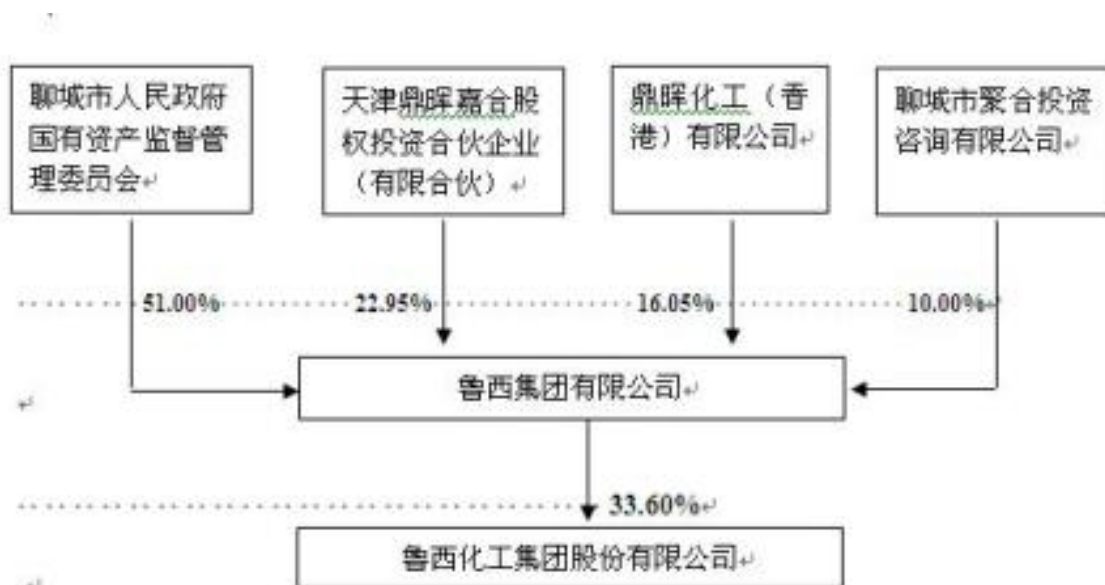 聊城市人民政府
国有资产监督管
理委员会
天津鼎晖嘉合股
权投资合伙企业
（有限合伙）
鼎晖化工（香
港）有限公司
聊城市聚合投资
咨询有限公司
51.00%
22.95%
16.05%
10.00%
鲁西集团有限公司
33.60%
鲁西化工集团股份有限公司